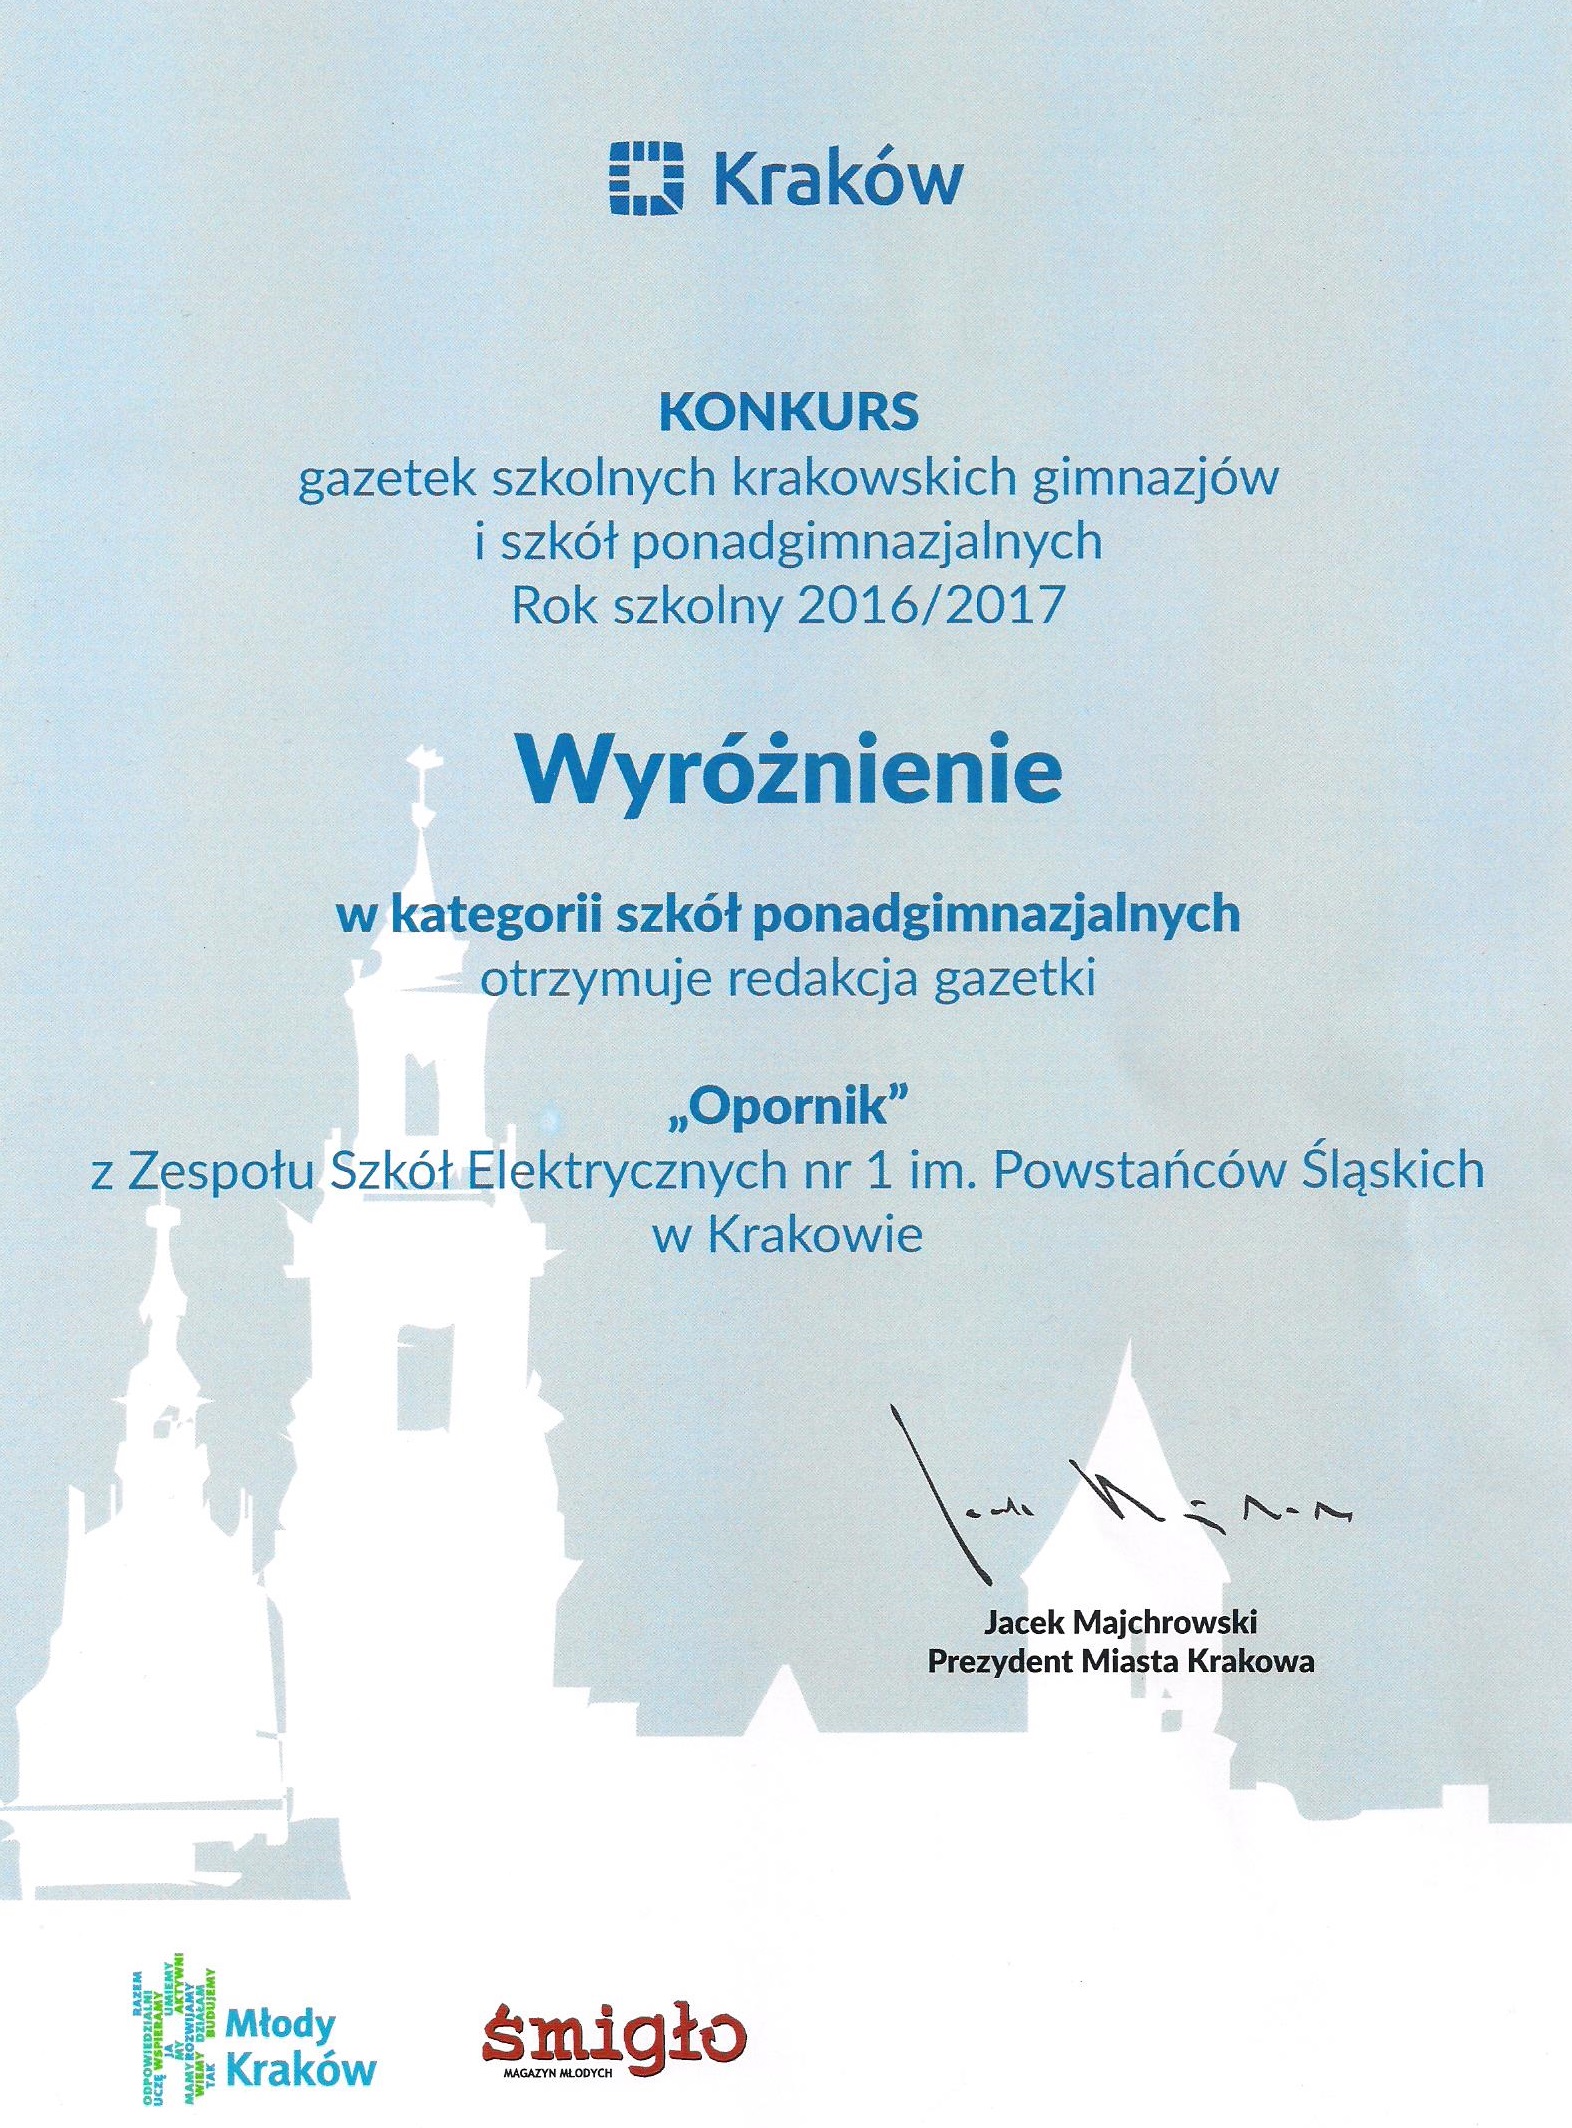 Kraków
KONKURS
gazetek szkolnych krakowskich gimnazjów
i szkół ponadgimnazjalnych
Rok szkolny 2016/2017
Wyróżnienie
w kategorii szkół ponadgimnazjalnych
otrzymuje redakcja gazetki
„Opornik”
z Zespołu Szkół Elektrycznych nr 1 im. Powstańców Śląskich
w Krakowie
Jacek Majchrowski
Prezydent Miasta Krakowa
RAZEM
ODPOWIEDZIALNI
UCZĘ WSPIERAMY
JA UMIEMY
MY AKTYWNI
MAMY ROZWIJAMY
WIEMY DZIAŁAM
TAK BUDUJEMY
Młody
Kraków
śmigło
MAGAZYN MŁODYCH